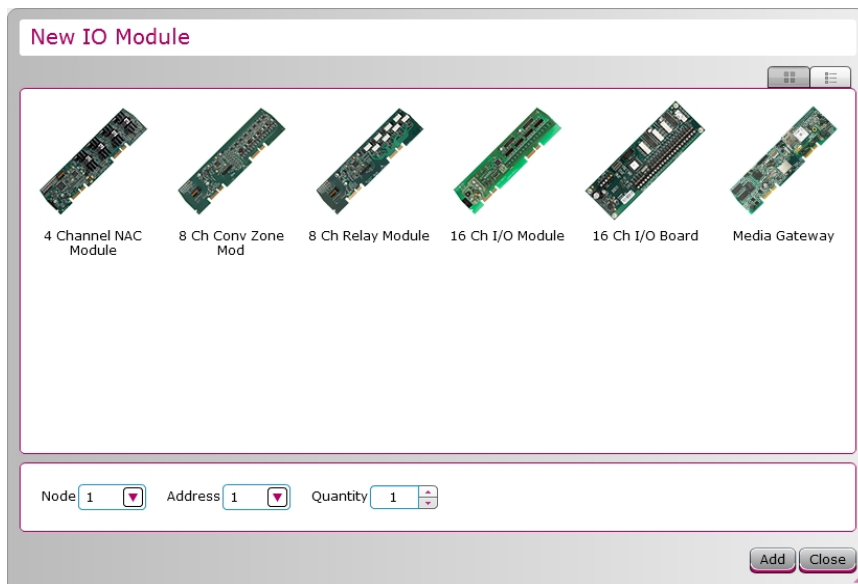 New IO Module
4 Channel NAC
Module
8 Ch Conv Zone
Mod
8 Ch Relay Module
16 Ch I/O Module
16 Ch I/O Board
Media Gateway
Node 1 Address 1 Quantity 1
Add Close